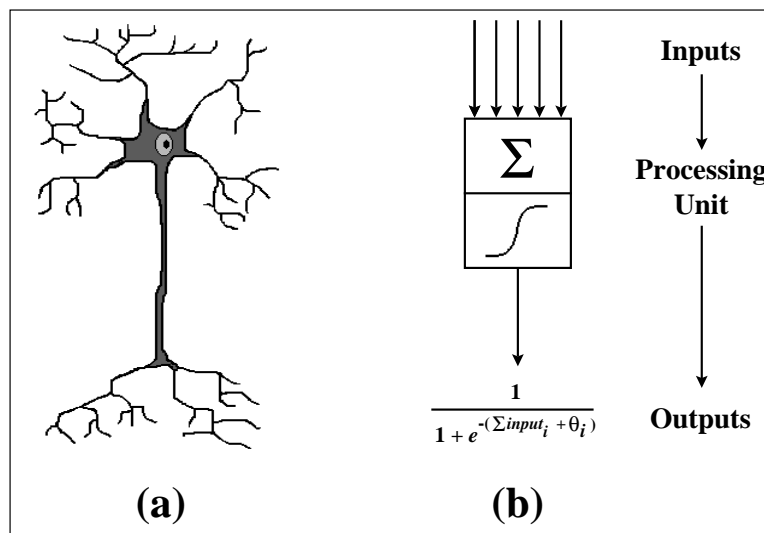 Inputs
Σ
Processing
Unit
1
1 + e^-(Σinput_i + θ_i)
Outputs
(a)
(b)